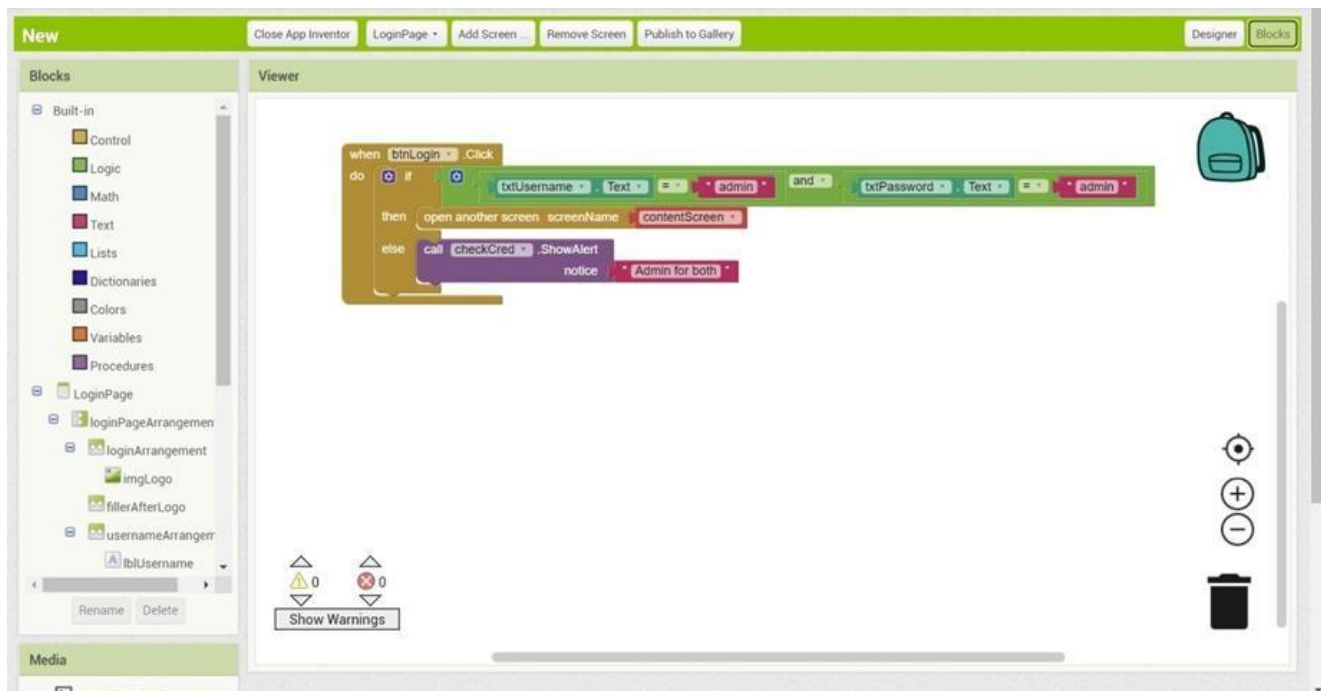 New
Close App Inventor LoginPage Add Screen ... Remove Screen Publish to Gallery
Designer Blocks
Blocks
Built-in
Control
Logic
Math
Text
Lists
Dictionaries
Colors
Variables
Procedures
LoginPage
loginPageArrangemen
loginArrangement
imgLogo
fillerAfterLogo
usernameArrangem
lblUsername
Rename Delete
Media
Viewer
when btnLogin .Click
do if txtUsername . Text = " admin " and txtPassword . Text = " admin "
then open another screen screenName contentScreen
else call checkCred .ShowAlert
notice " Admin for both "
0 0
Show Warnings